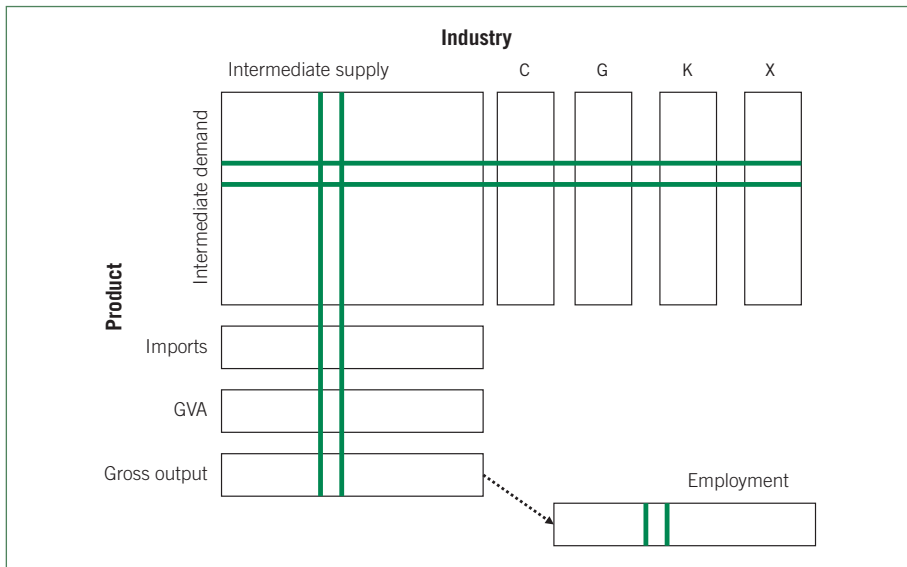 Industry
Intermediate supply
C
G
K
X
Intermediate demand
Product
Imports
GVA
Gross output
Employment